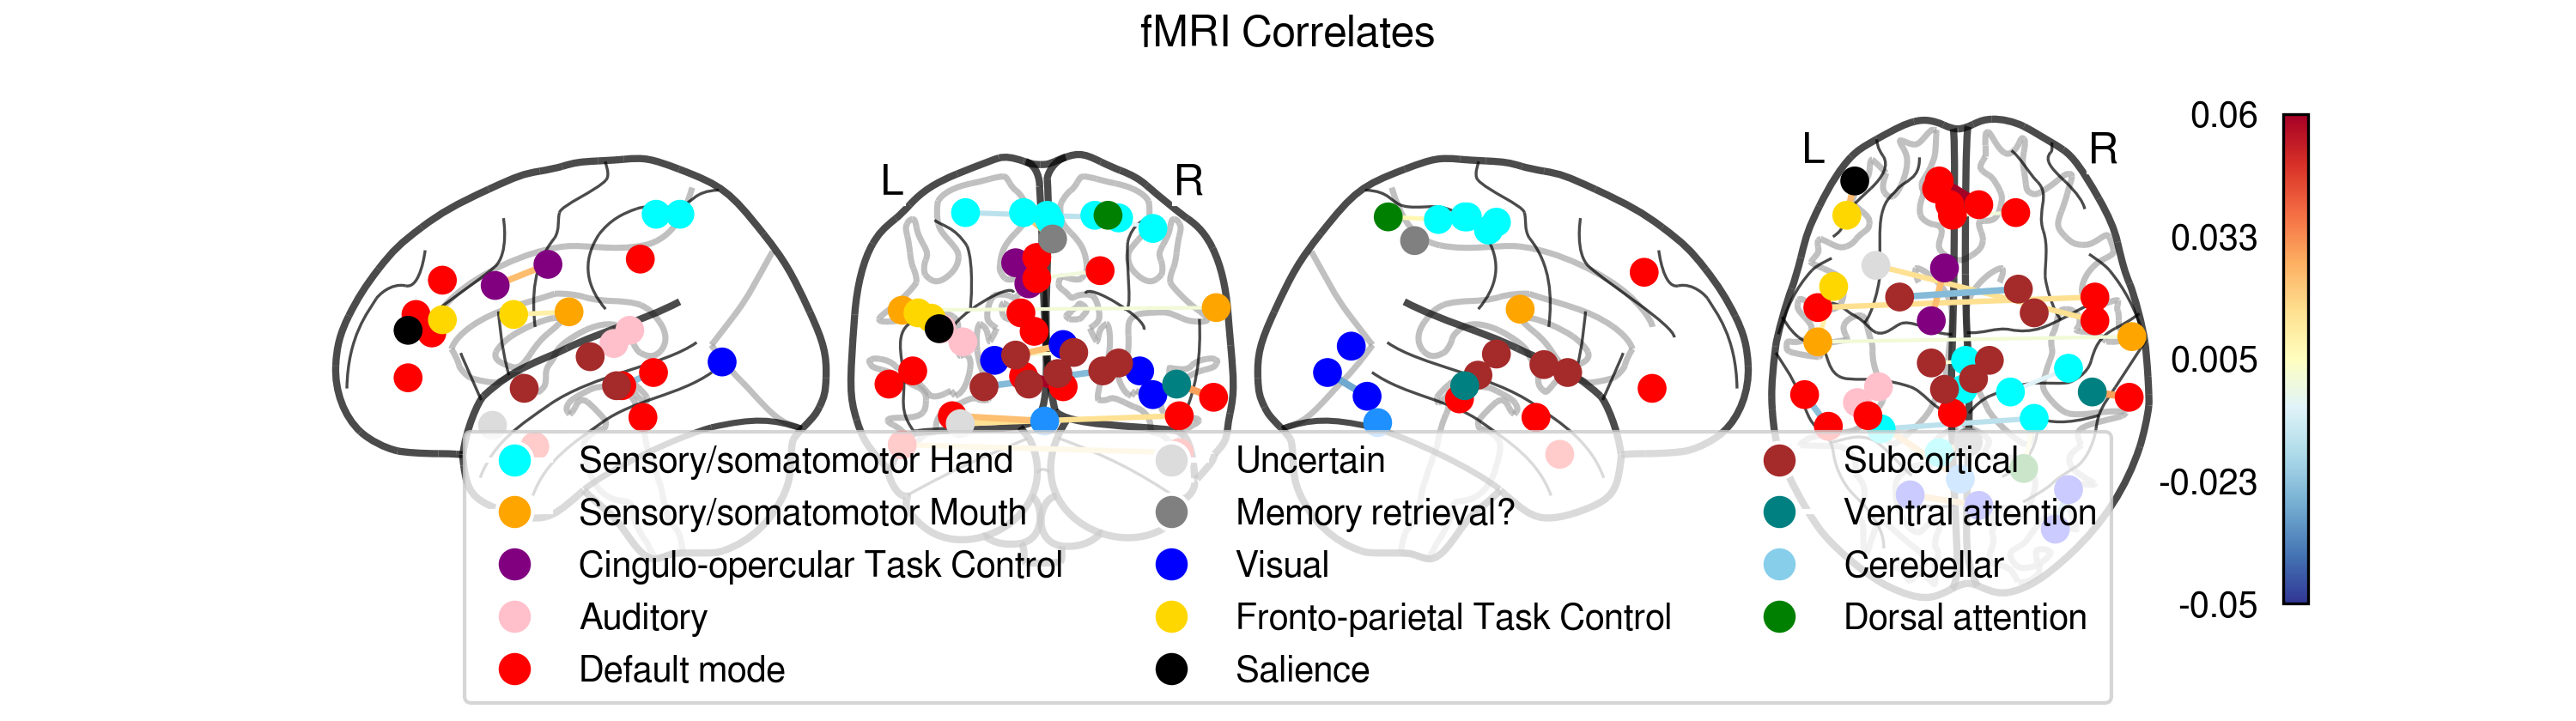 fMRI Correlates
L
R
L
R
0.06
0.033
0.005
-0.023
-0.05
Sensory/somatomotor Hand
Sensory/somatomotor Mouth
Cingulo-opercular Task Control
Auditory
Default mode
Uncertain
Memory retrieval?
Visual
Fronto-parietal Task Control
Salience
Subcortical
Ventral attention
Cerebellar
Dorsal attention